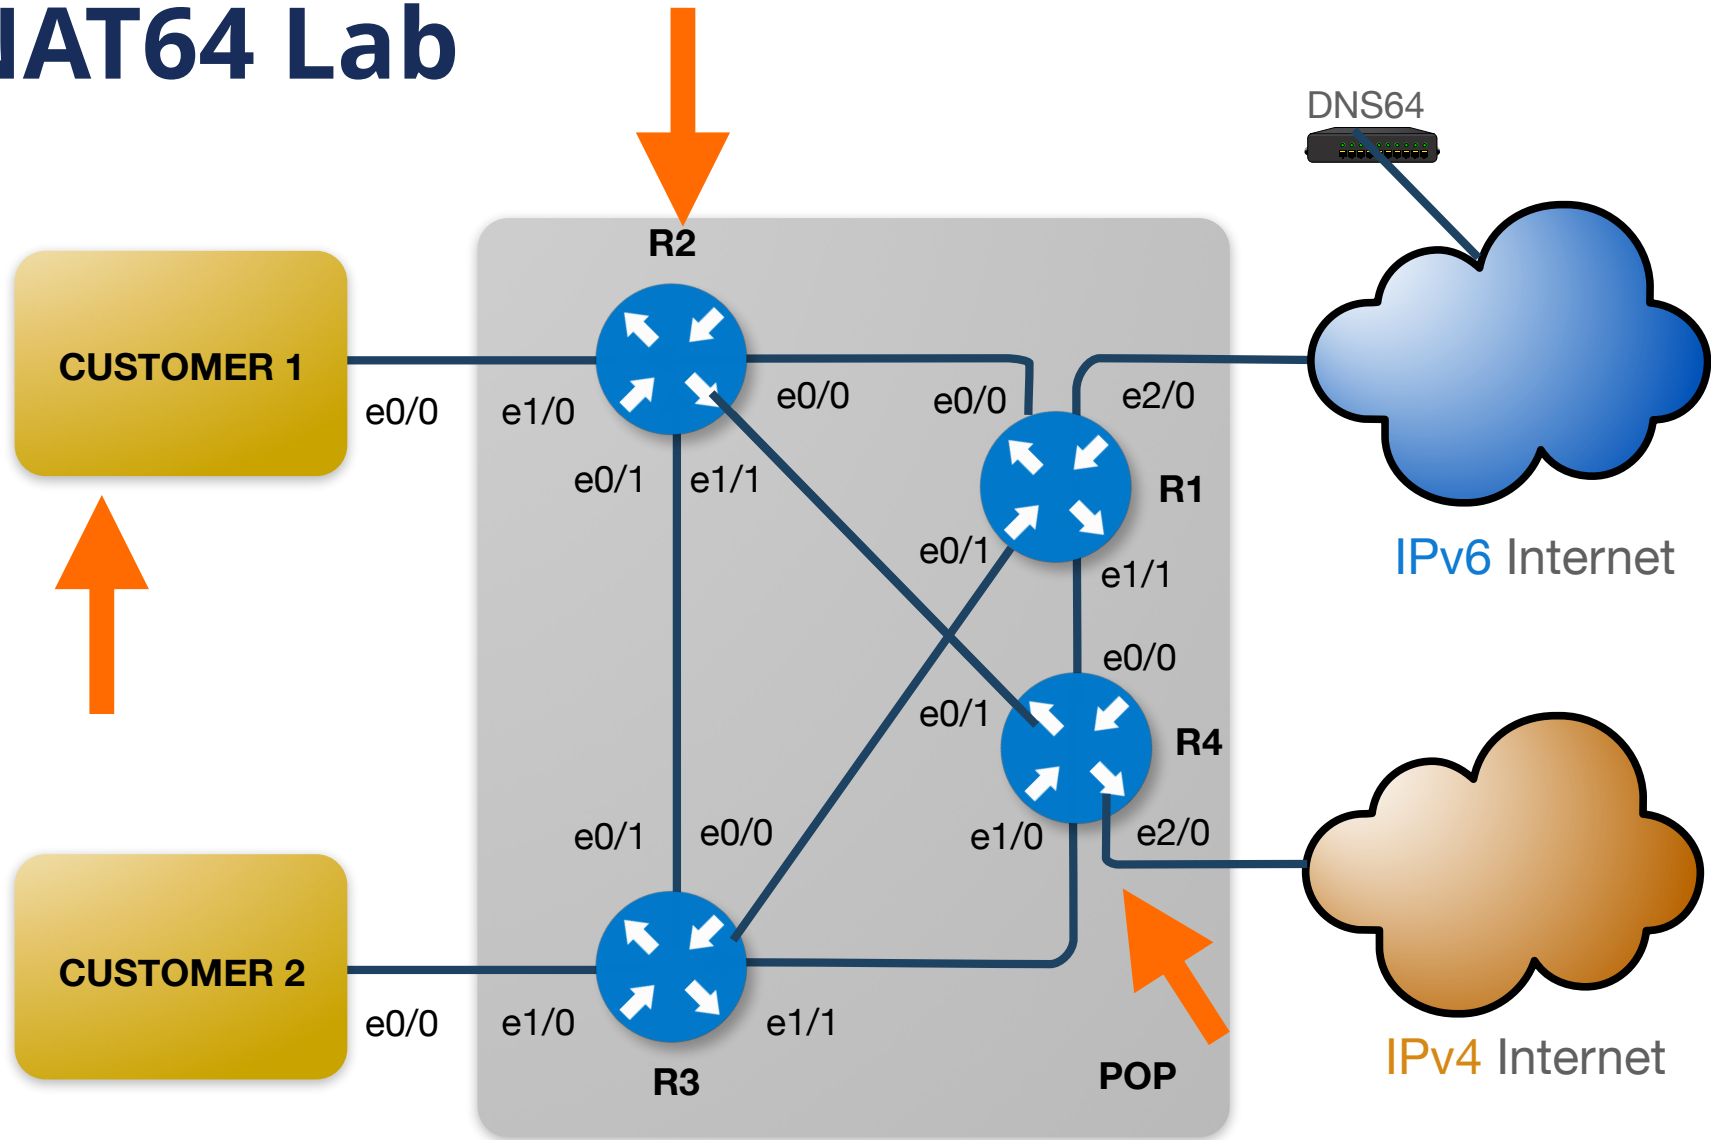 NAT64 Lab
DNS64
R2
CUSTOMER 1
e0/0
e1/0
e0/0
e0/0
e2/0
e0/1
e1/1
R1
e0/1
e1/1
IPv6 Internet
e0/0
e0/1
R4
e0/1
e0/0
e1/0
e2/0
CUSTOMER 2
e0/0
e1/0
e1/1
R3
POP
IPv4 Internet